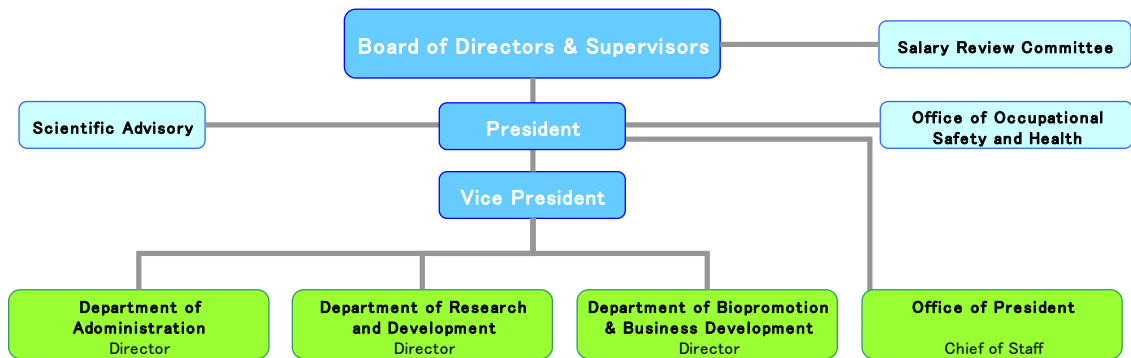 Board of Directors & Supervisors
Salary Review Committee
Scientific Advisory
President
Office of Occupational
Safety and Health
Vice President
Department of
Adoministration
Director
Department of Research
and Development
Director
Department of Biopromotion
& Business Development
Director
Office of President
Chief of Staff